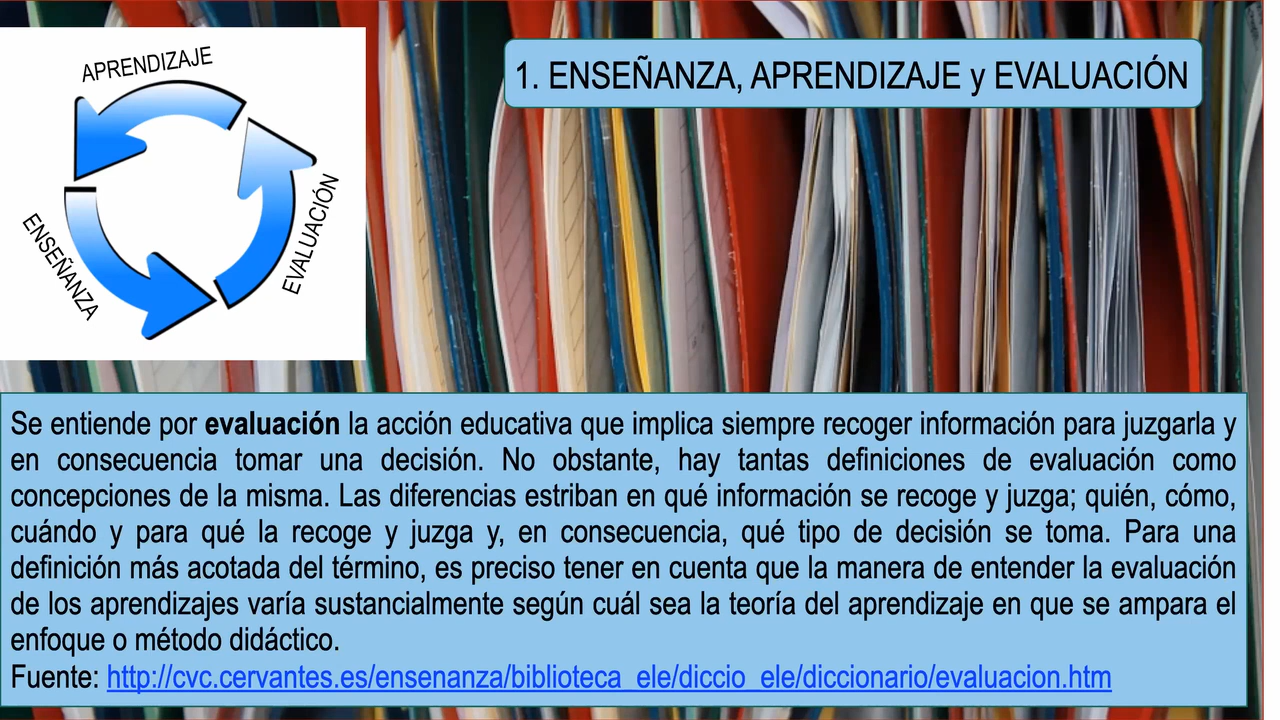 APRENDIZAJE
ENSEÑANZA
EVALUACIÓN
1. ENSEÑANZA, APRENDIZAJE y EVALUACIÓN
Se entiende por evaluación la acción educativa que implica siempre recoger información para juzgarla y
en consecuencia tomar una decisión. No obstante, hay tantas definiciones de evaluación como
concepciones de la misma. Las diferencias estriban en qué información se recoge y juzga; quién, cómo,
cuándo y para qué la recoge y juzga y, en consecuencia, qué tipo de decisión se toma. Para una
definición más acotada del término, es preciso tener en cuenta que la manera de entender la evaluación
de los aprendizajes varía sustancialmente según cuál sea la teoría del aprendizaje en que se ampara el
enfoque o método didáctico.
Fuente: http://cvc.cervantes.es/ensenanza/biblioteca_ele/diccio_ele/diccionario/evaluacion.htm